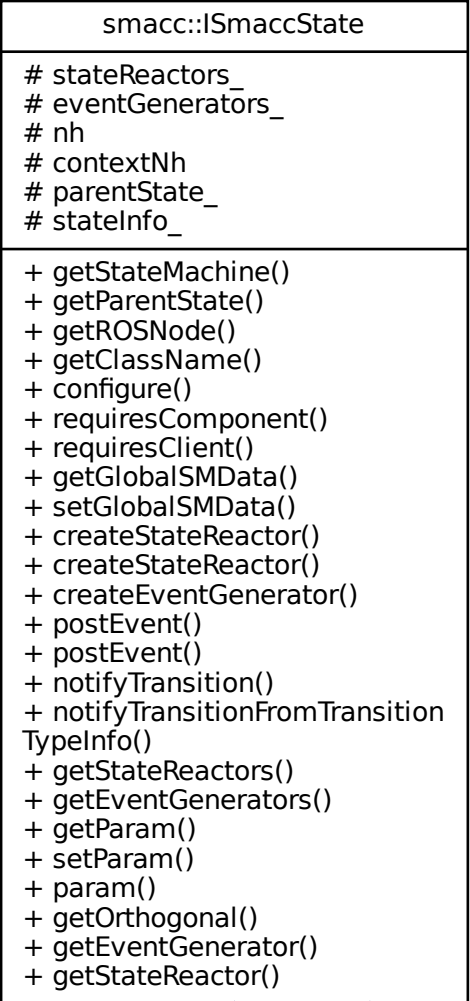 smacc::ISmaccState
# stateReactors_
# eventGenerators_
# nh
# contextNh
# parentState_
# stateInfo_
+ getStateMachine()
+ getParentState()
+ getROSNode()
+ getClassName()
+ configure()
+ requiresComponent()
+ requiresClient()
+ getGlobalSMData()
+ setGlobalSMData()
+ createStateReactor()
+ createStateReactor()
+ createEventGenerator()
+ postEvent()
+ postEvent()
+ notifyTransition()
+ notifyTransitionFromTransition
TypeInfo()
+ getStateReactors()
+ getEventGenerators()
+ getParam()
+ setParam()
+ param()
+ getOrthogonal()
+ getEventGenerator()
+ getStateReactor()